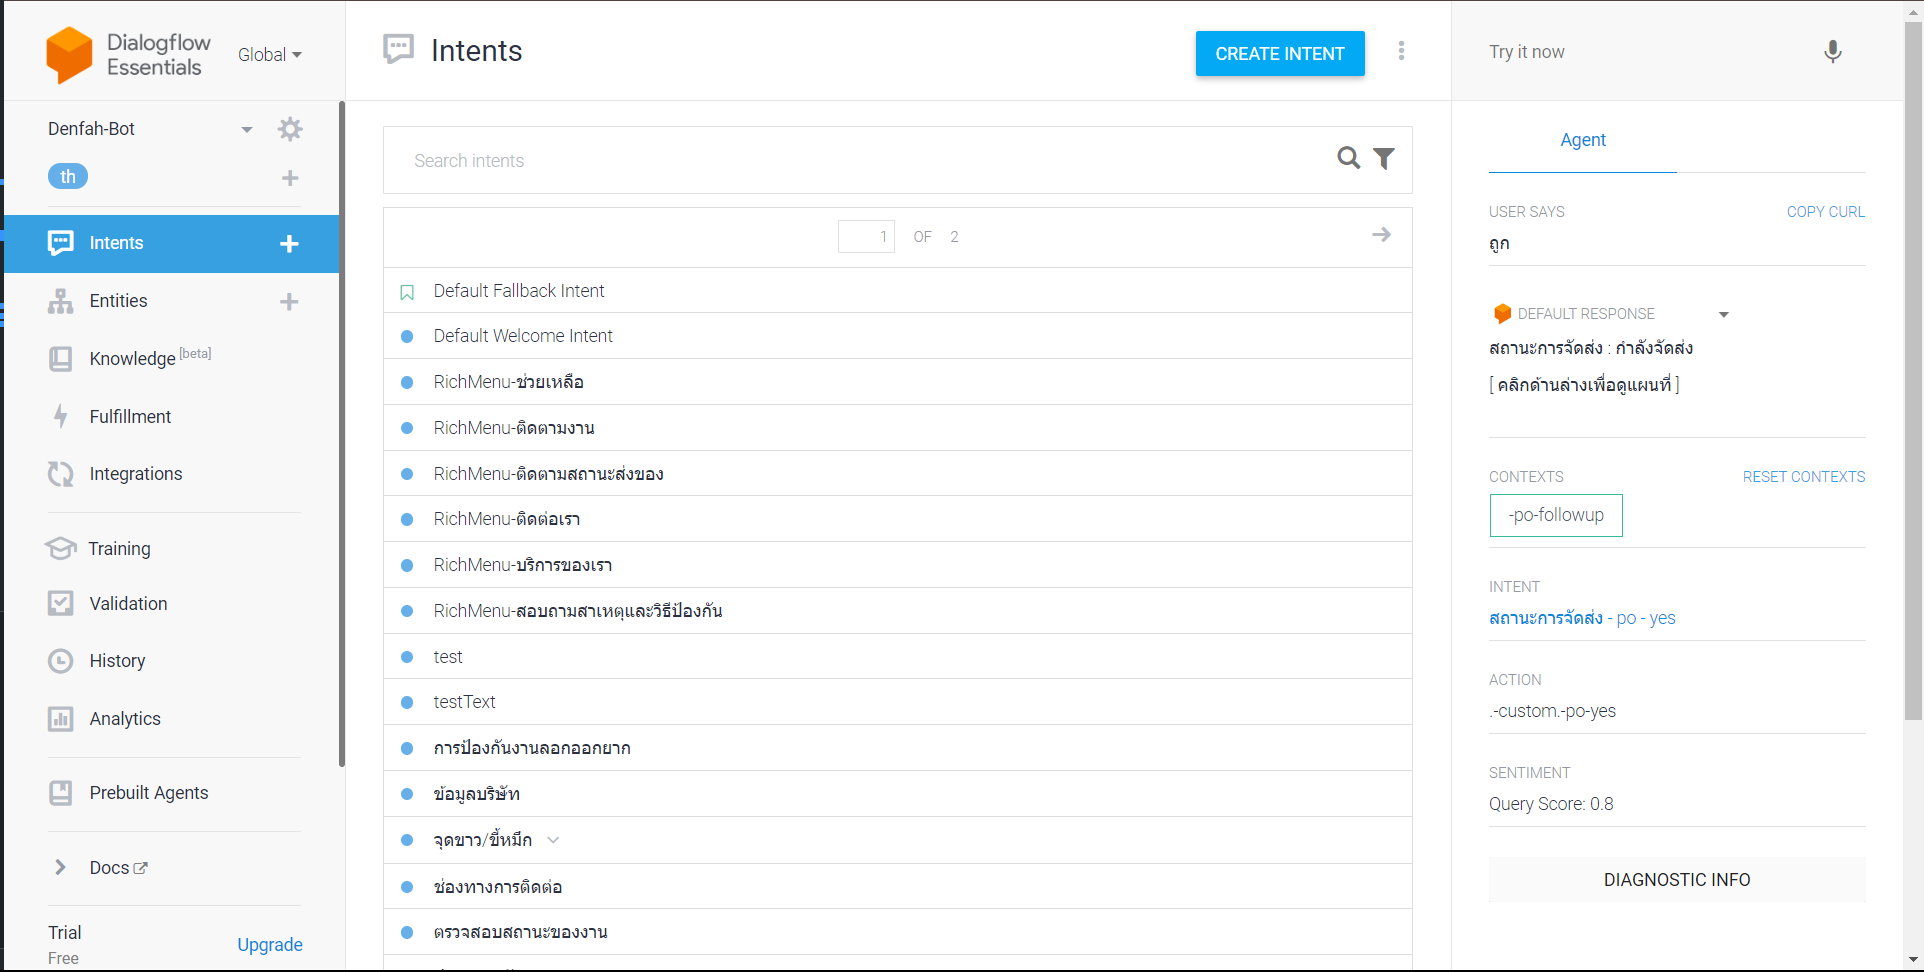 Dialogflow
Essentials
Global
Denfah-Bot
th
Intents
Entities
Knowledge [beta]
Fulfillment
Integrations
Training
Validation
History
Analytics
Prebuilt Agents
Docs
Trial
Free
Upgrade
Intents
CREATE INTENT
Search intents
1 OF 2
Default Fallback Intent
Default Welcome Intent
RichMenu-ช่วยเหลือ
RichMenu-ติดตามงาน
RichMenu-ติดตามสถานะส่งของ
RichMenu-ติดต่อเรา
RichMenu-บริการของเรา
RichMenu-สอบถามสาเหตุและวิธีป้องกัน
test
testText
การป้องกันงานลอกออกยาก
ข้อมูลบริษัท
จุดขาว/ขี้หมึก
ช่องทางการติดต่อ
ตรวจสอบสถานะของงาน
Try it now
Agent
USER SAYS
COPY CURL
ถูก
DEFAULT RESPONSE
สถานะการจัดส่ง : กำลังจัดส่ง
[ คลิกด้านล่างเพื่อดูแผนที่ ]
CONTEXTS
RESET CONTEXTS
-po-followup
INTENT
สถานะการจัดส่ง - po - yes
ACTION
.-custom.-po-yes
SENTIMENT
Query Score: 0.8
DIAGNOSTIC INFO